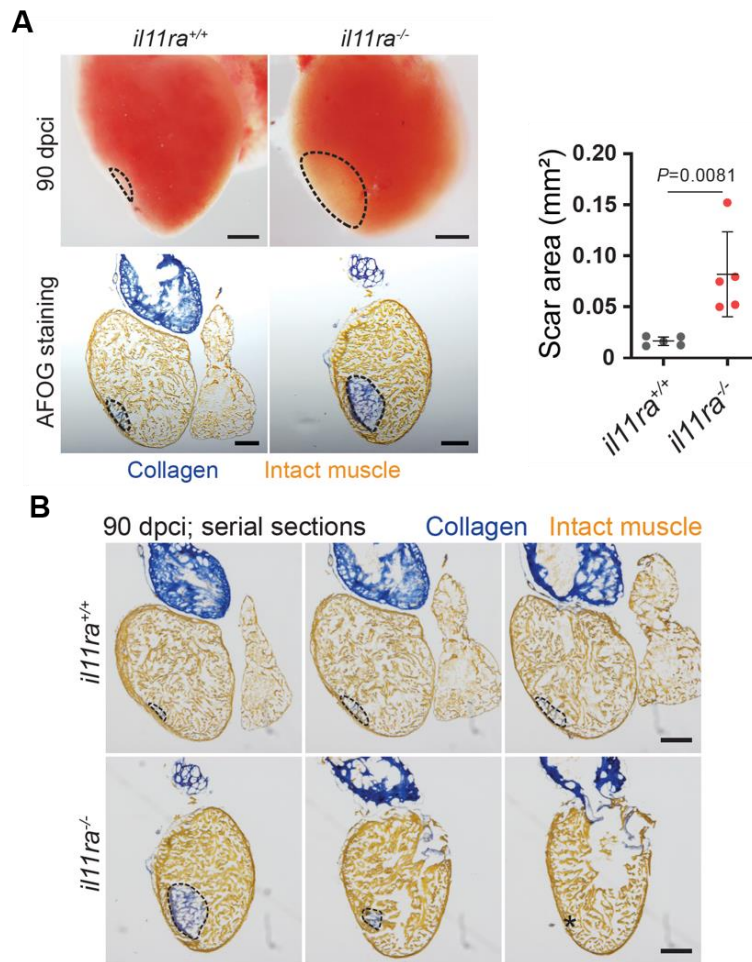 A
il11ra+/+
il11ra-/-
90 dpci
AFOG staining
Collagen Intact muscle
0.20
0.15
0.10
0.05
0
Scar area (mm²)
P=0.0081
il11ra+/+
il11ra-/-
B
90 dpci; serial sections Collagen Intact muscle
il11ra+/+
il11ra-/-
*